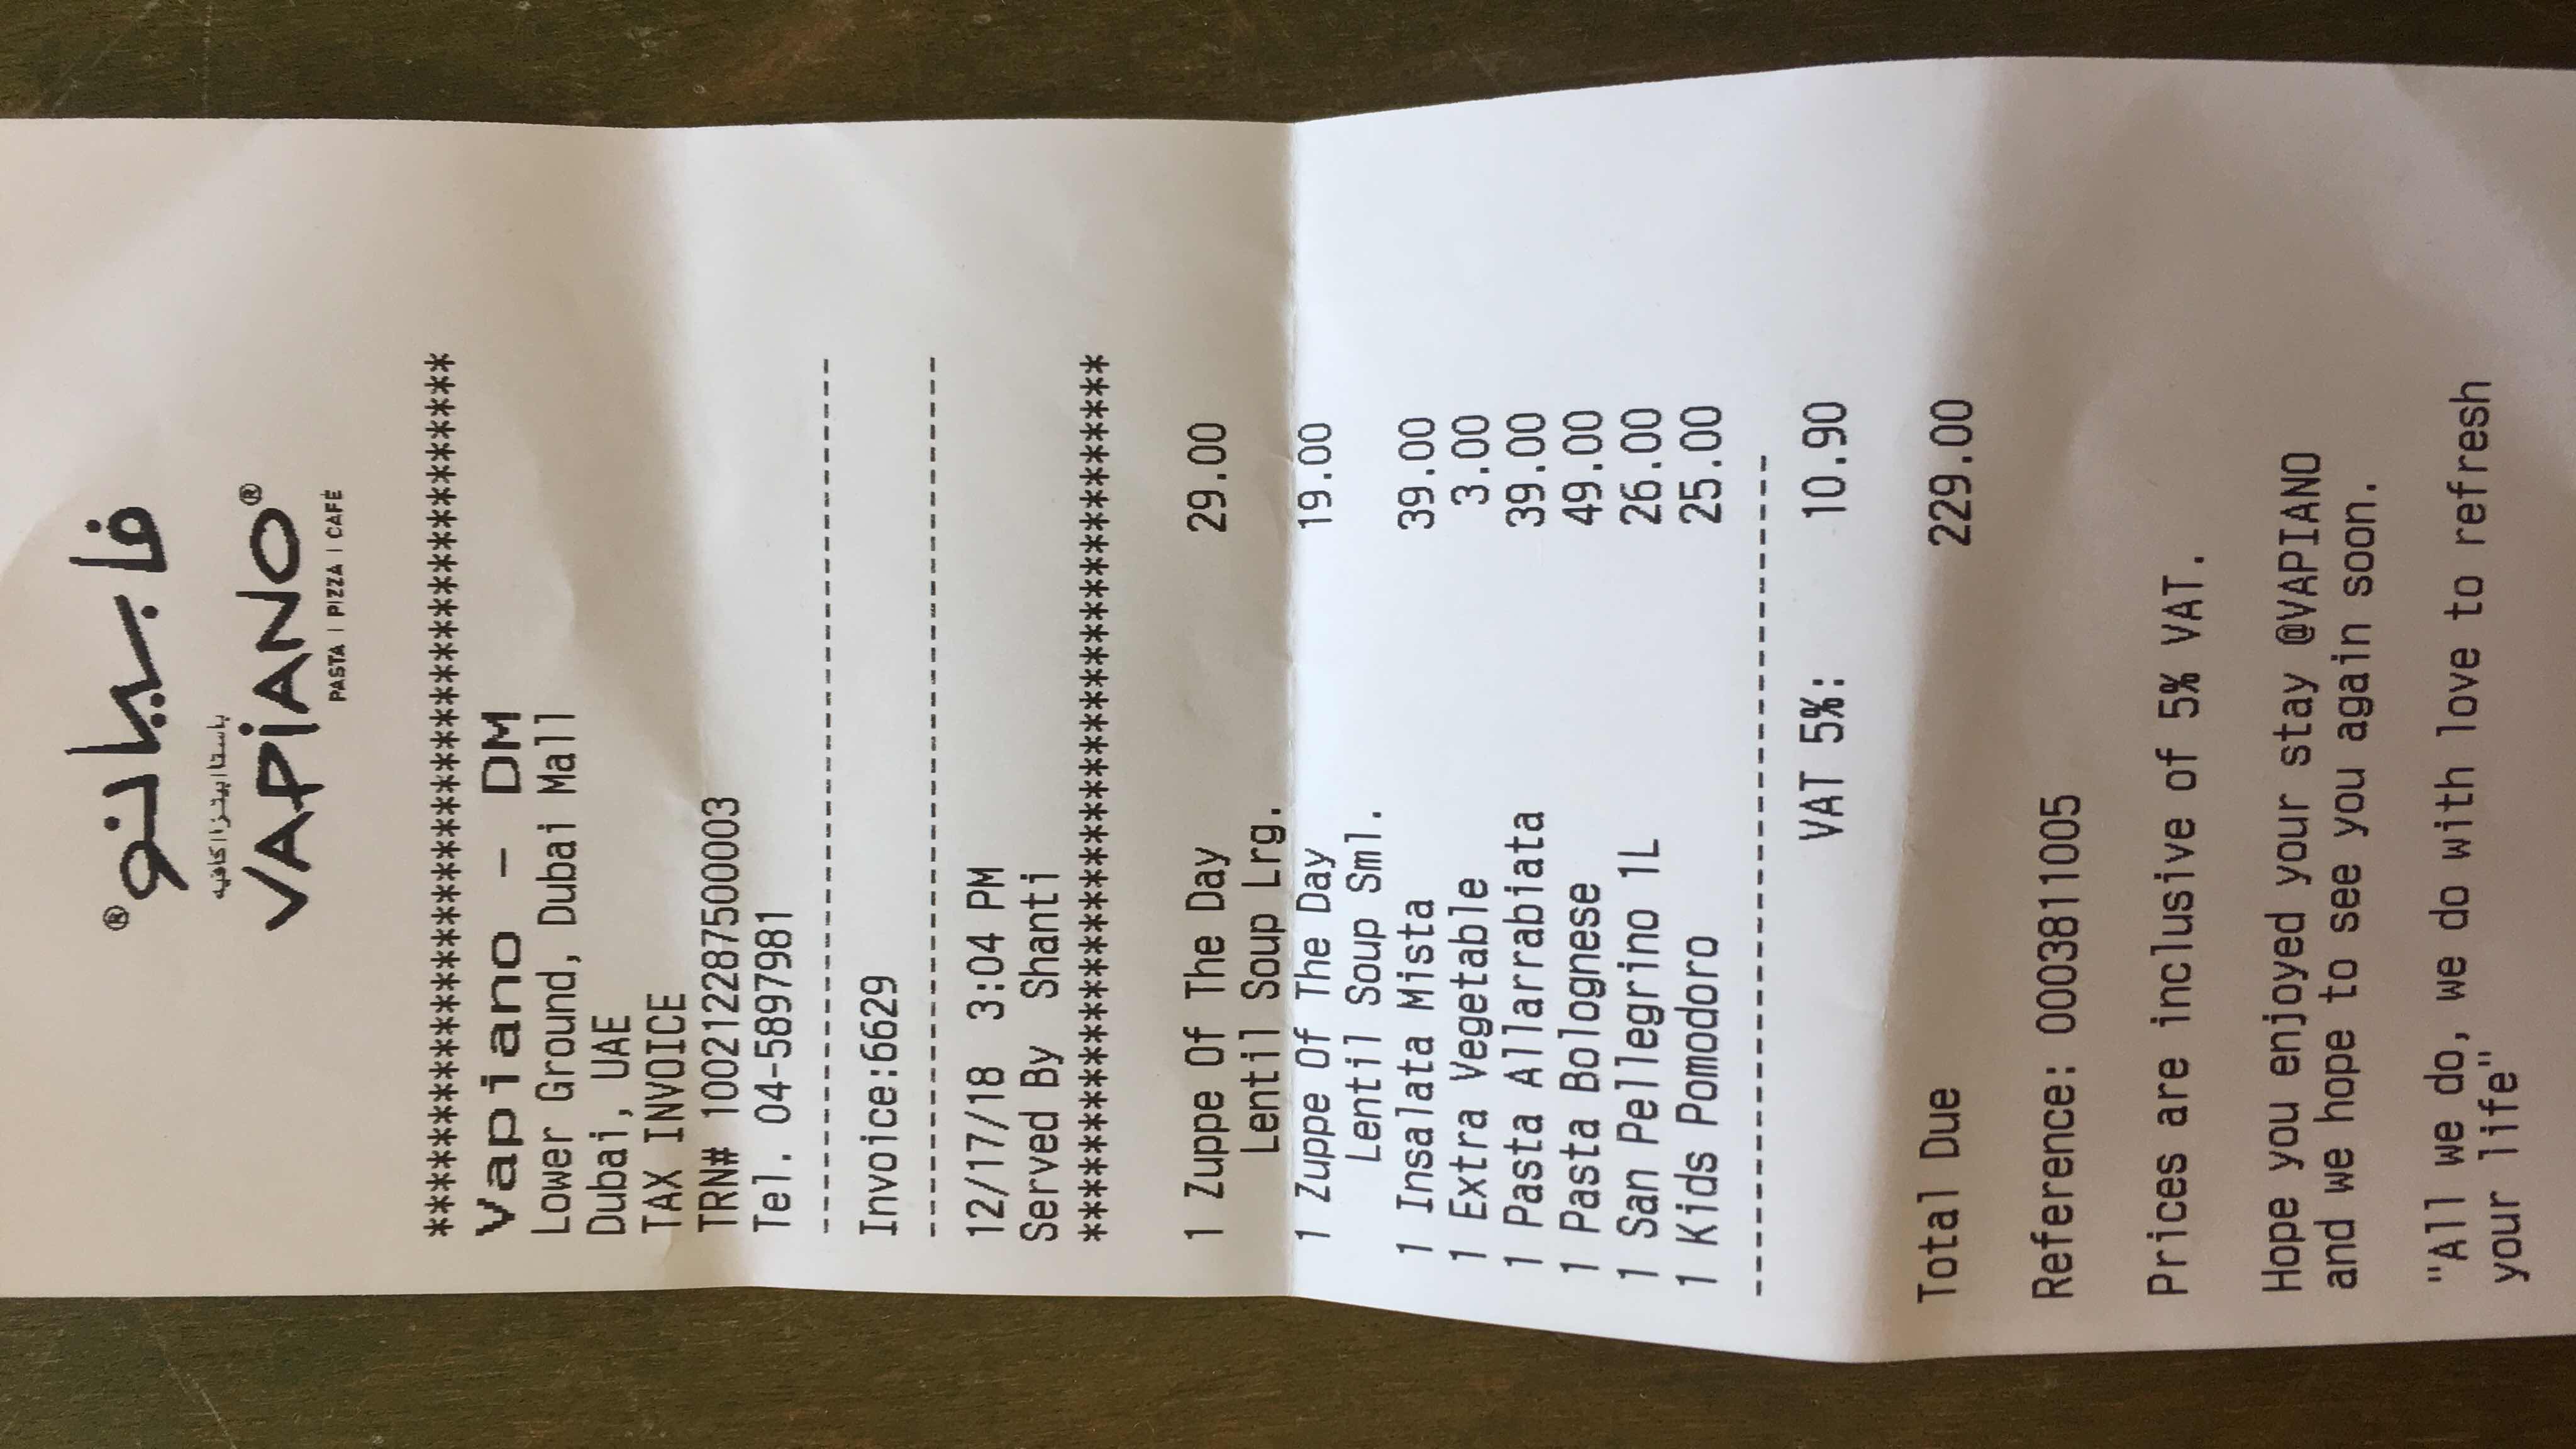 فابيانو®
باستا|بيتزا|كافيه
VAPIANO®
PASTA | PIZZA | CAFÉ
****************************************
Vapiano - DM
Lower Ground, Dubai Mall
Dubai, UAE
TAX INVOICE
TRN# 100212287500003
Tel. 04-5897981
----------------------------------------
Invoice:6629
----------------------------------------
12/17/18 3:04 PM
Served By Shanti
****************************************
1 Zuppe Of The Day 29.00
Lentil Soup Lrg.
1 Zuppe Of The Day 19.00
Lentil Soup Sml.
1 Insalata Mista 39.00
1 Extra Vegetable 3.00
1 Pasta Allarrabiata 39.00
1 Pasta Bolognese 49.00
1 San Pellegrino 1L 26.00
1 Kids Pomodoro 25.00
-----------------------------------
VAT 5%: 10.90
Total Due 229.00
Reference: 0003811005
Prices are inclusive of 5% VAT.
Hope you enjoyed your stay @VAPIANO
and we hope to see you again soon.
"All we do, we do with love to refresh
your life"